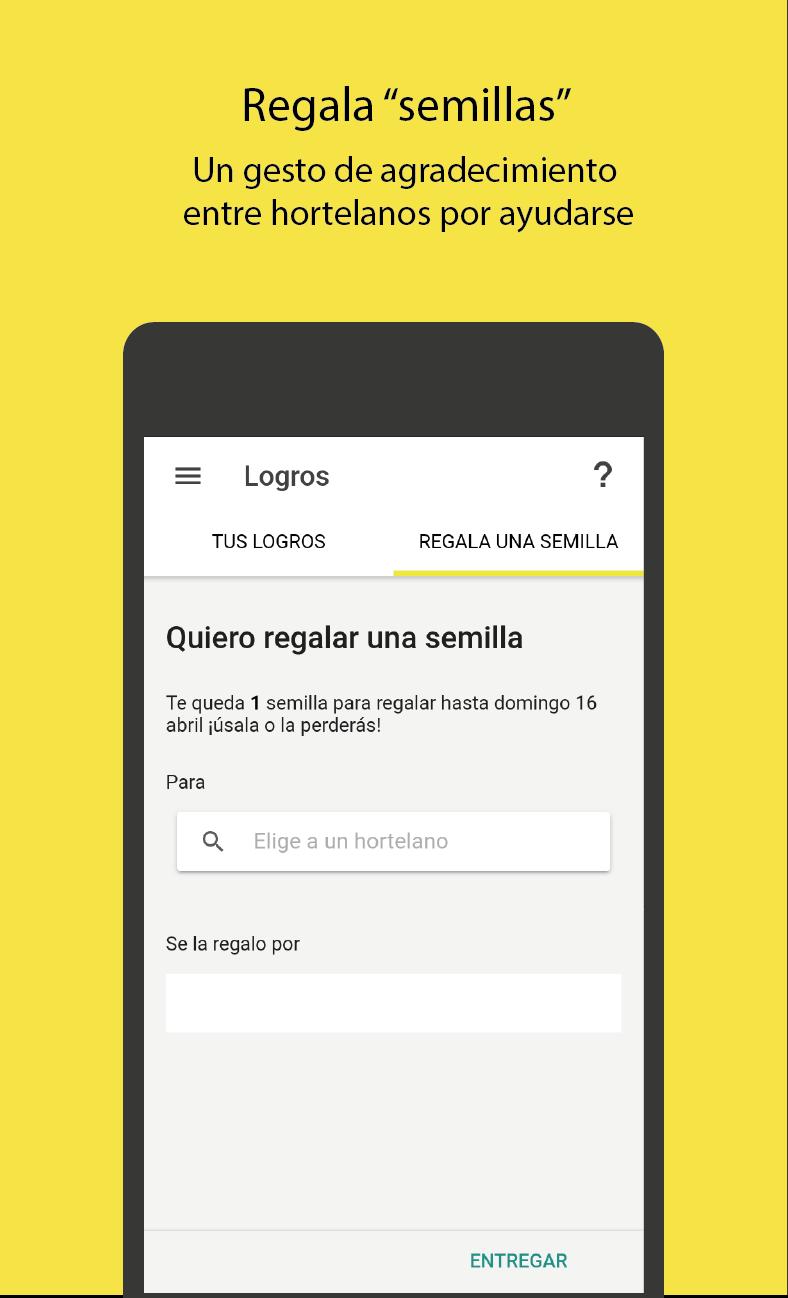 Regala “semillas”
Un gesto de agradecimiento
entre hortelanos por ayudarse
Logros
?
TUS LOGROS
REGALA UNA SEMILLA
Quiero regalar una semilla
Te queda 1 semilla para regalar hasta domingo 16
abril ¡úsala o la perderás!
Para
Elige a un hortelano
Se la regalo por
ENTREGAR